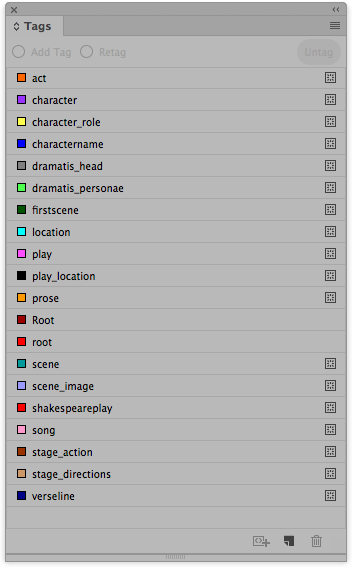 Tags
Add Tag Retag Untag
act
character
character_role
charactername
dramatis_head
dramatis_personae
firstscene
location
play
play_location
prose
Root
root
scene
scene_image
shakespeareplay
song
stage_action
stage_directions
verseline